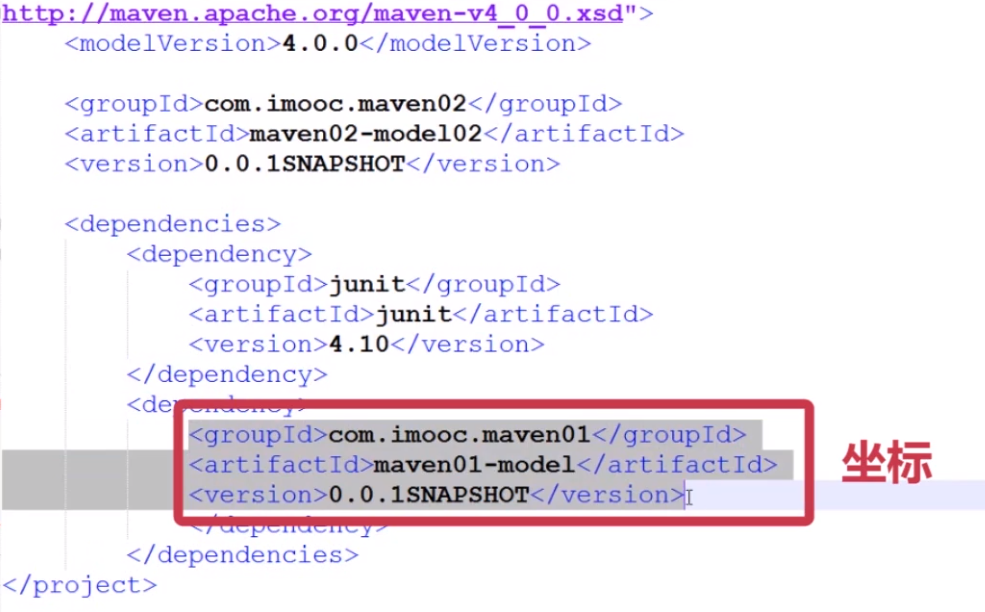 http://maven.apache.org/maven-v4_0_0.xsd">
<modelVersion>4.0.0</modelVersion>
<groupId>com.imooc.maven02</groupId>
<artifactId>maven02-model02</artifactId>
<version>0.0.1SNAPSHOT</version>
<dependencies>
<dependency>
<groupId>junit</groupId>
<artifactId>junit</artifactId>
<version>4.10</version>
</dependency>
<dependency>
<groupId>com.imooc.maven01</groupId>
<artifactId>maven01-model</artifactId>
坐标
<version>0.0.1SNAPSHOT</version>
</dependency>
</dependencies>
</project>